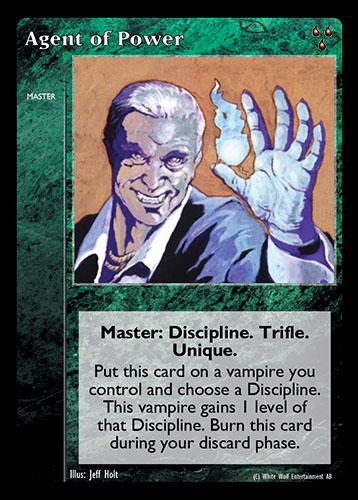 Agent of Power
MASTER
Master: Discipline. Trifle.
Unique.
Put this card on a vampire you
control and choose a Discipline.
This vampire gains 1 level of
that Discipline. Burn this card
during your discard phase.
Illus: Jeff Holt
(C) White Wolf Entertainment AB